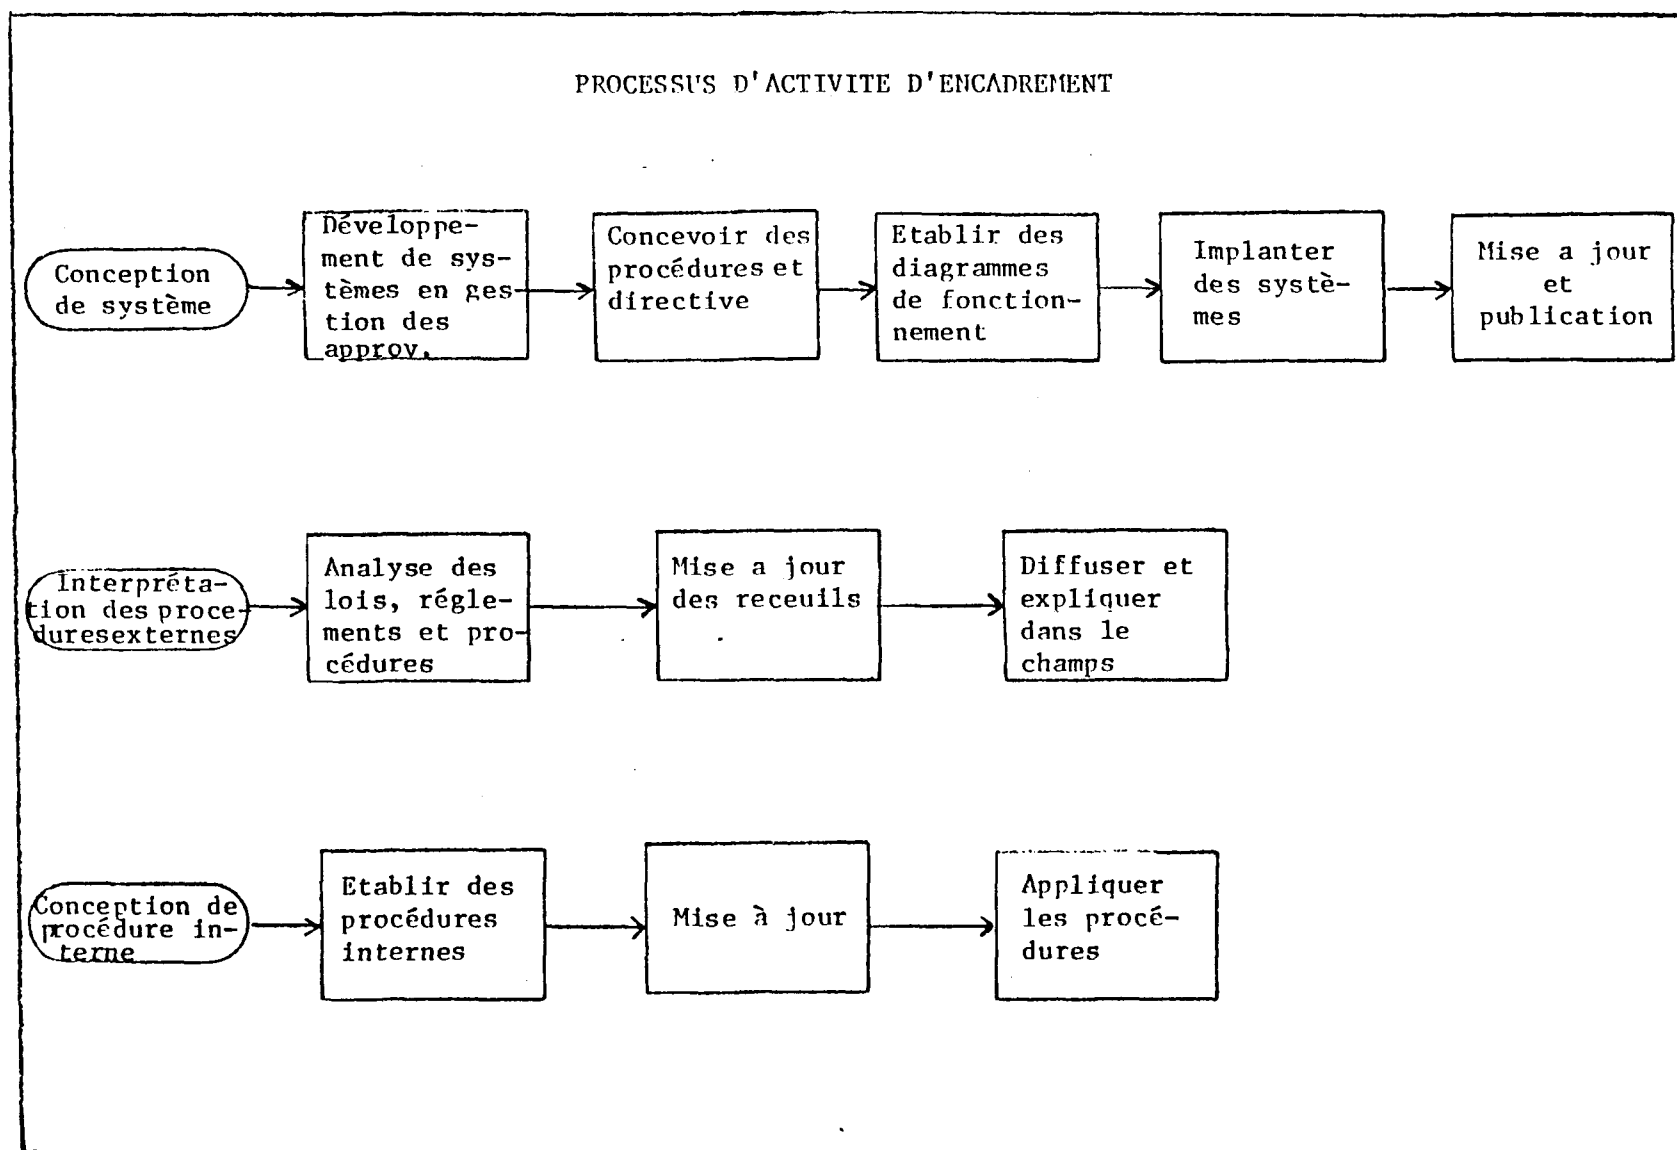 PROCESSUS D'ACTIVITE D'ENCADREMENT
Conception
de système
Développe-
ment de sys-
tèmes en ges-
tion des
approv.
Concevoir des
procédures et
directive
Etablir des
diagrammes
de fonction-
nement
Implanter
des systè-
mes
Mise a jour
et
publication
Interpréta-
tion des proce-
duresexternes
Analyse des
lois, régle-
ments et pro-
cédures
Mise a jour
des receuils
Diffuser et
expliquer
dans le
champs
Conception de
procédure in-
terne
Etablir des
procédures
internes
Mise à jour
Appliquer
les procé-
dures